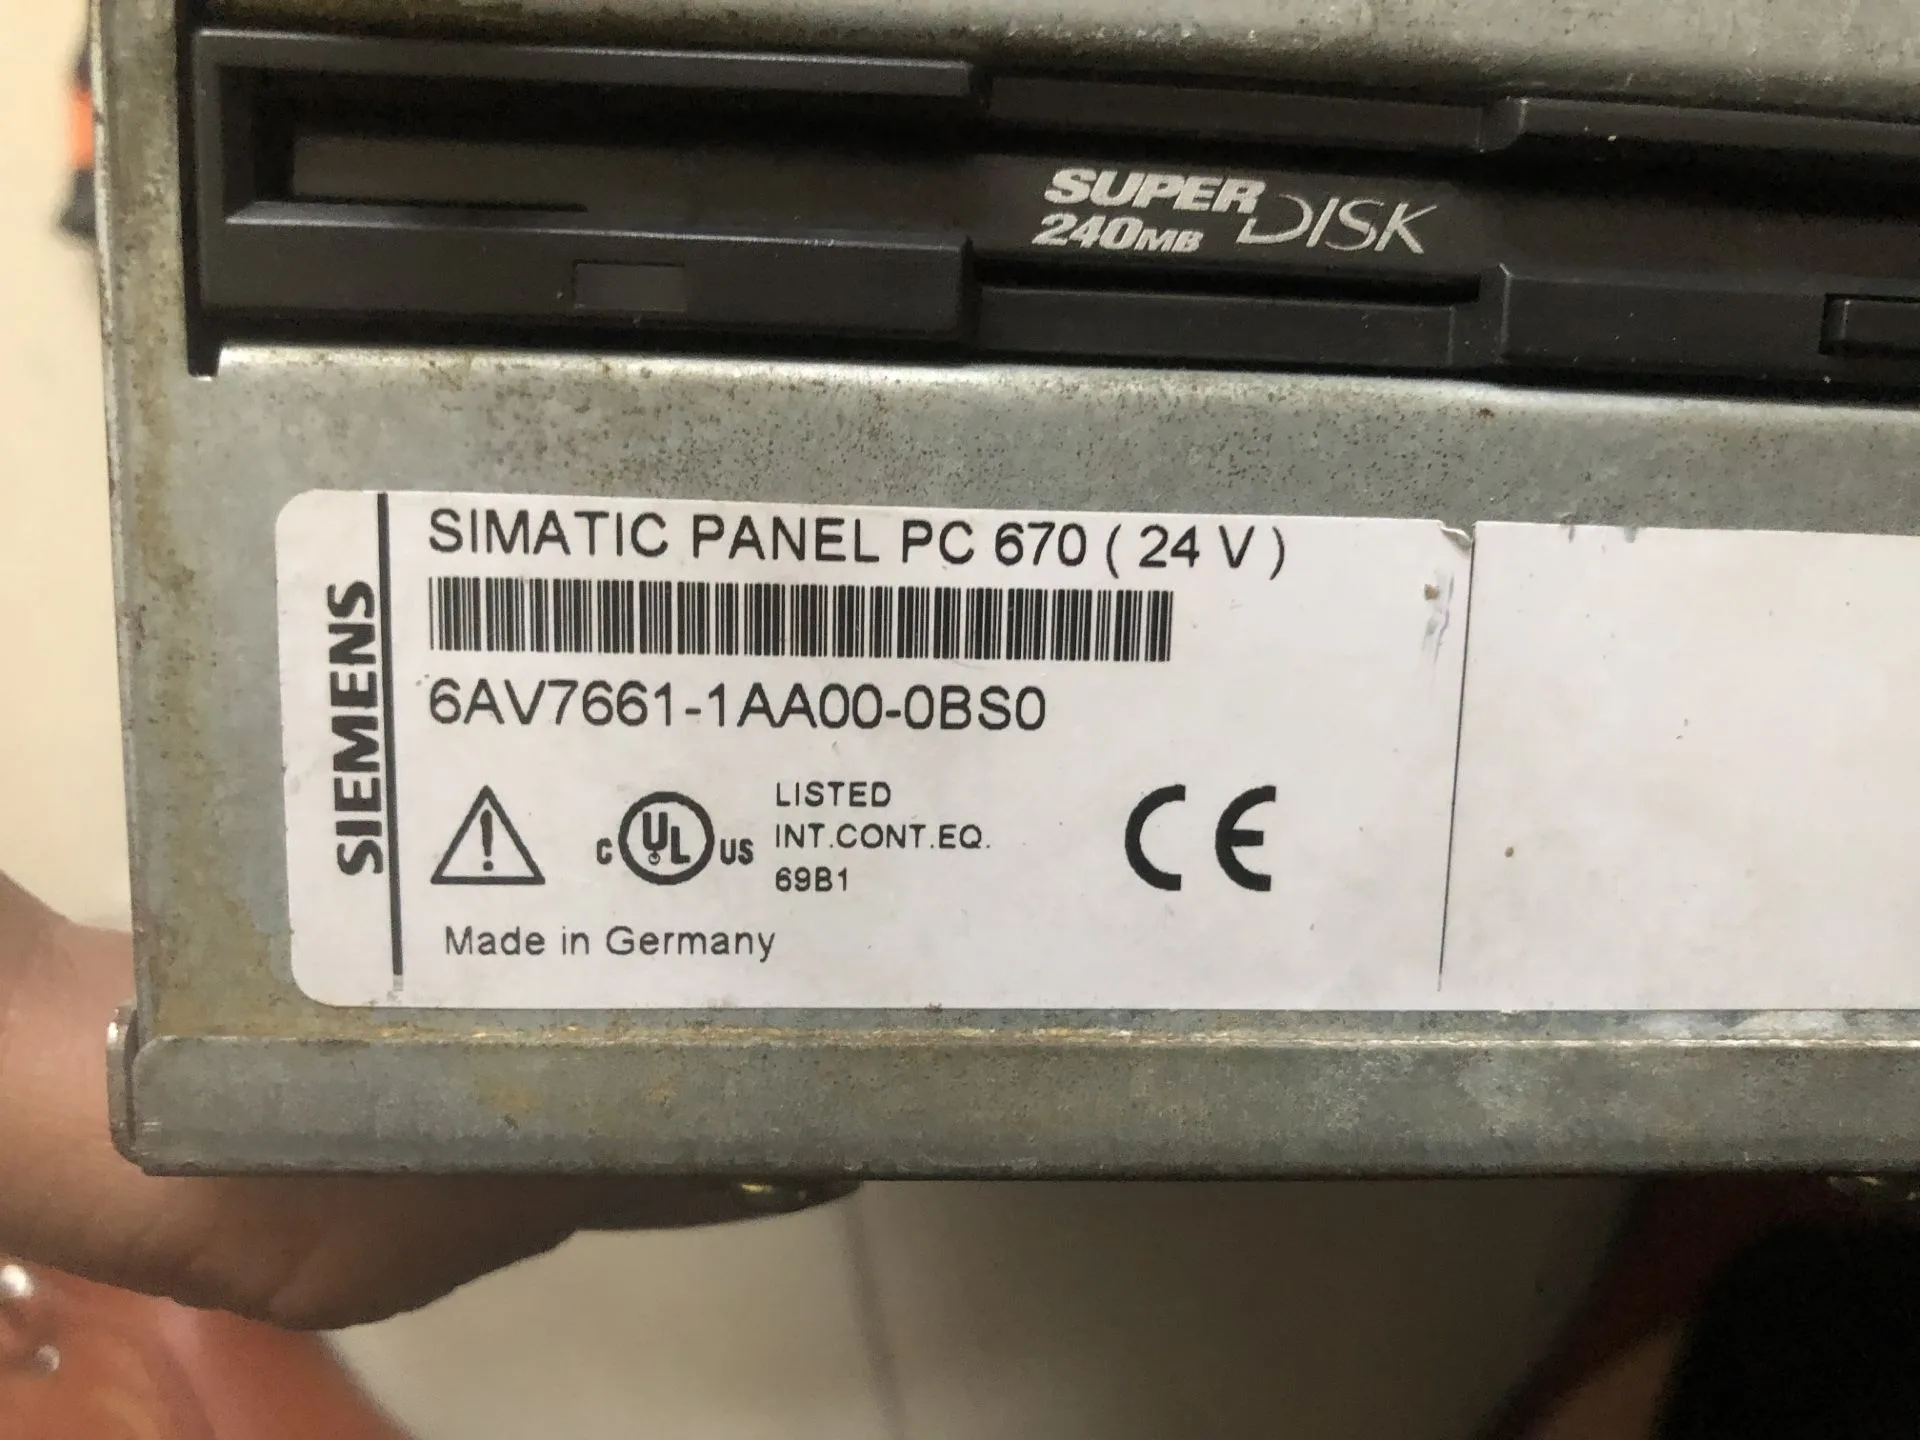 SUPER DISK
240MB
SIEMENS
SIMATIC PANEL PC 670 ( 24 V )
6AV7661-1AA00-0BS0
C UL US
LISTED
INT.CONT.EQ.
69B1
CE
Made in Germany